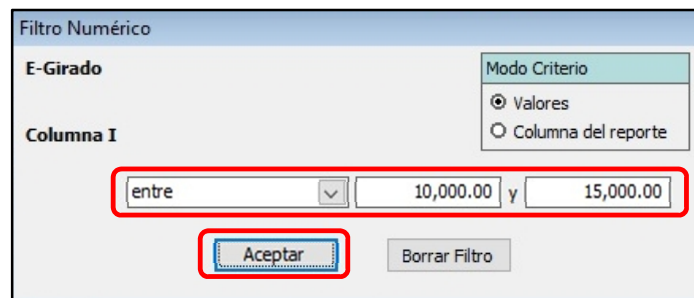 Filtro Numérico
E-Girado
Modo Criterio
Valores
Columna I
Columna del reporte
entre 10,000.00 y 15,000.00
Aceptar Borrar Filtro